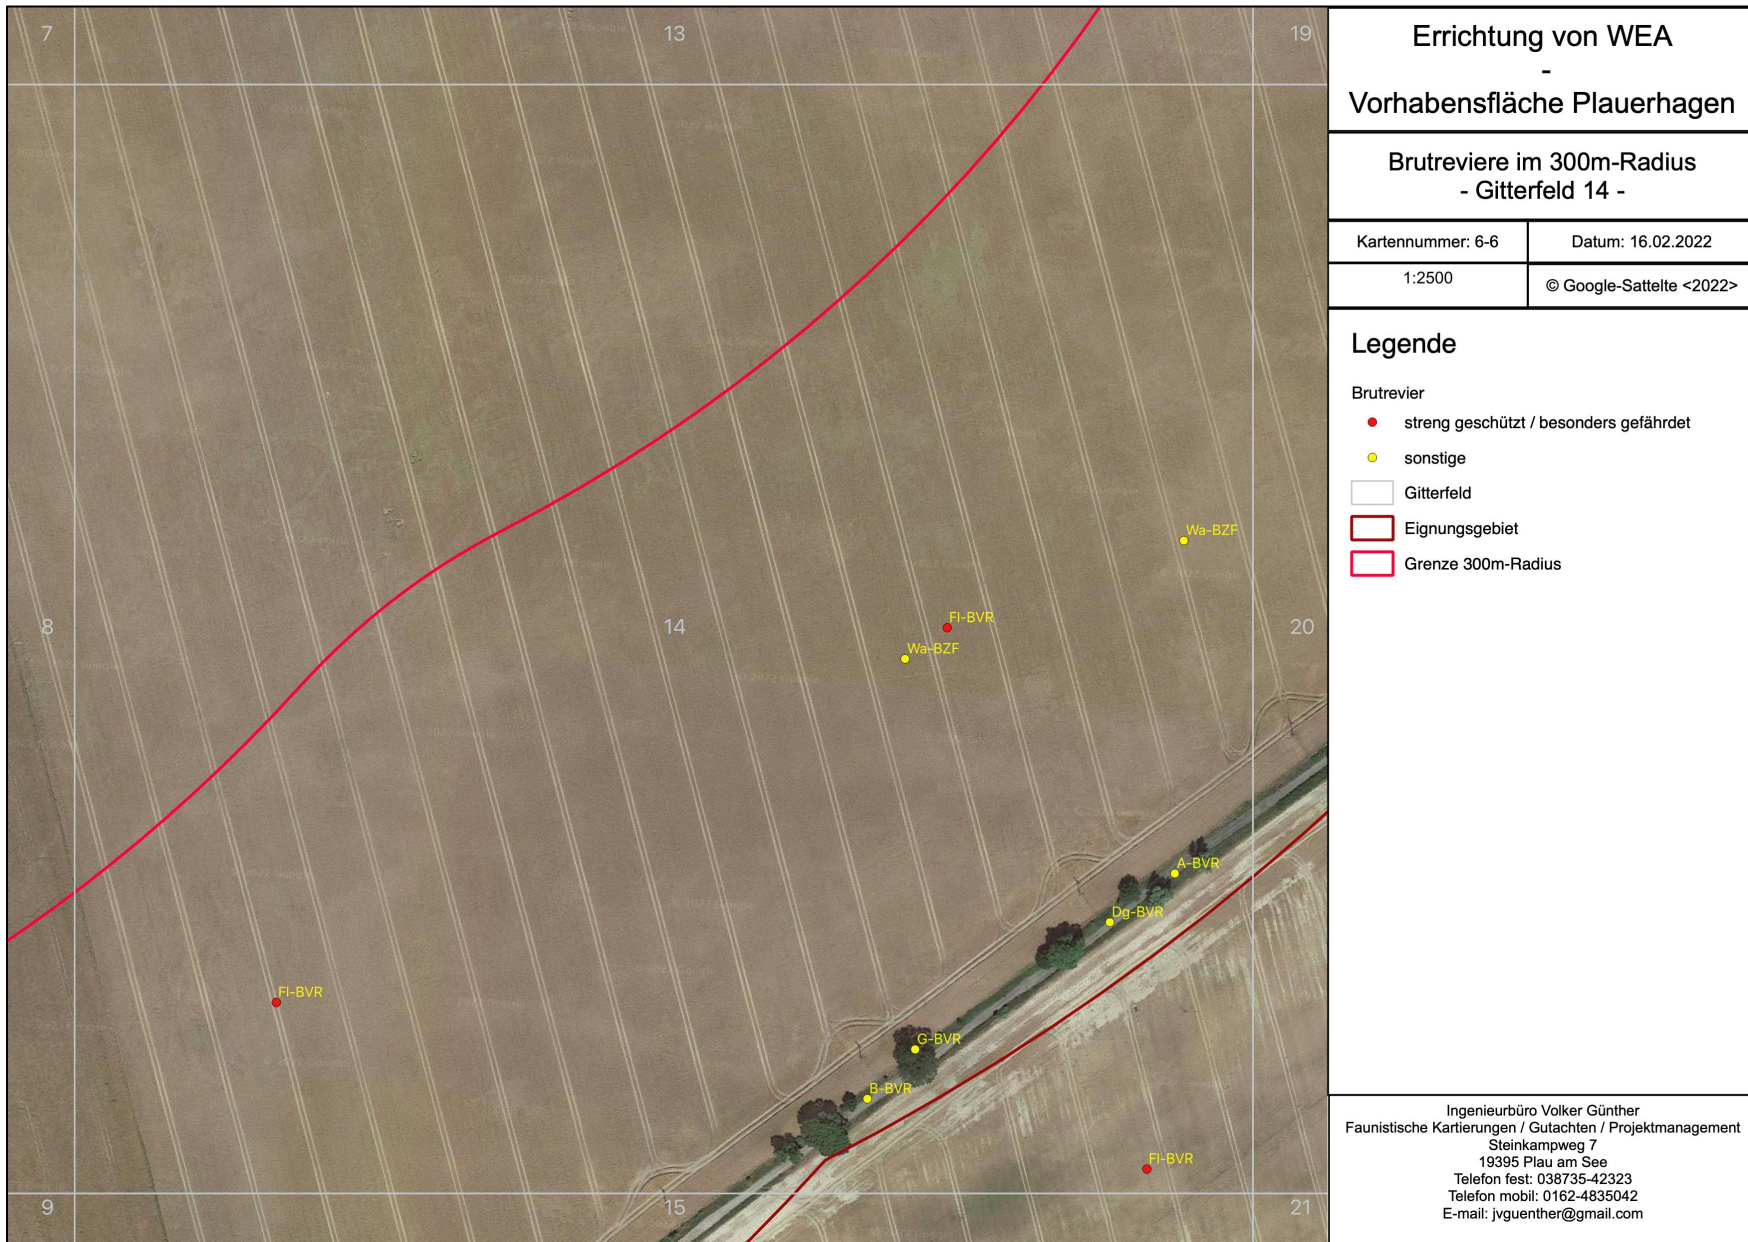 7
13
19
Wa-BZF
Fl-BVR
8
14
20
Wa-BZF
A-BVR
Dg-BVR
Fl-BVR
G-BVR
B-BVR
Fl-BVR
9
15
21
Errichtung von WEA
-
Vorhabensfläche Plauerhagen
Brutreviere im 300m-Radius
- Gitterfeld 14 -
Kartennummer: 6-6
Datum: 16.02.2022
1:2500
© Google-Sattelte <2022>
Legende
Brutrevier
streng geschützt / besonders gefährdet
sonstige
Gitterfeld
Eignungsgebiet
Grenze 300m-Radius
Ingenieurbüro Volker Günther
Faunistische Kartierungen / Gutachten / Projektmanagement
Steinkampweg 7
19395 Plau am See
Telefon fest: 038735-42323
Telefon mobil: 0162-4835042
E-mail: jvguenther@gmail.com